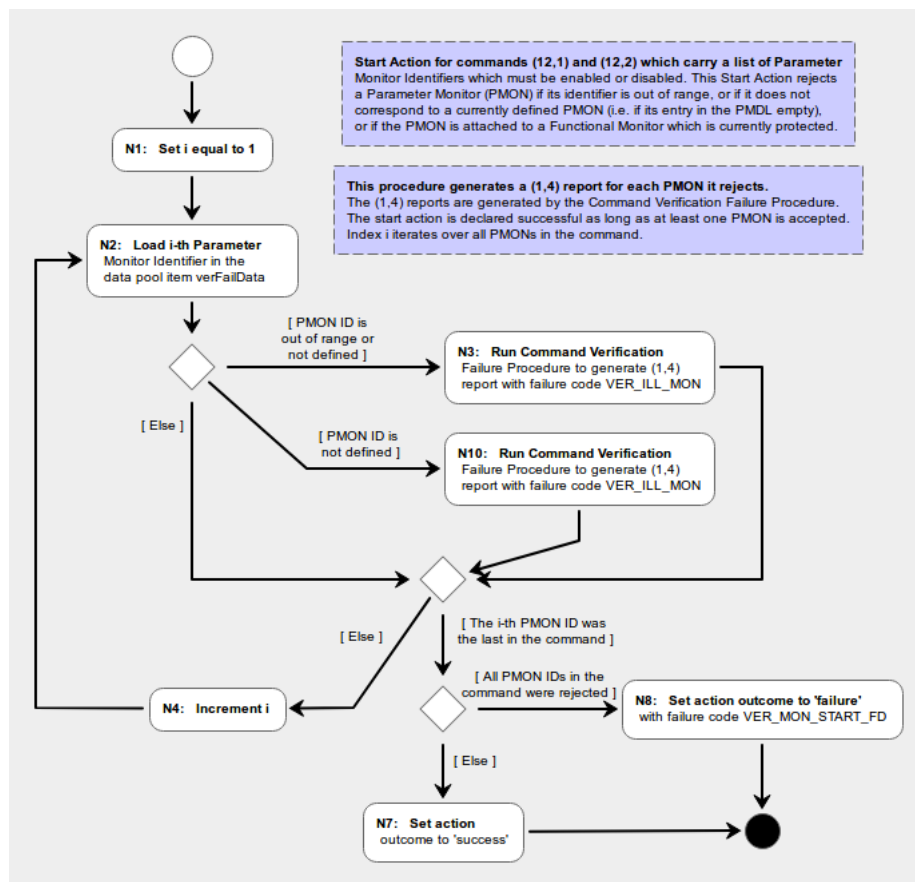 Start Action for commands (12,1) and (12,2) which carry a list of Parameter
Monitor Identifiers which must be enabled or disabled. This Start Action rejects
a Parameter Monitor (PMON) if its identifier is out of range, or if it does not
correspond to a currently defined PMON (i.e. if its entry in the PMDL empty),
or if the PMON is attached to a Functional Monitor which is currently protected.
N1: Set i equal to 1
This procedure generates a (1,4) report for each PMON it rejects.
The (1,4) reports are generated by the Command Verification Failure Procedure.
The start action is declared successful as long as at least one PMON is accepted.
Index i iterates over all PMONs in the command.
N2: Load i-th Parameter
Monitor Identifier in the
data pool item verFailData
[ PMON ID is
out of range or
not defined ]
N3: Run Command Verification
Failure Procedure to generate (1,4)
report with failure code VER_ILL_MON
[ Else ]
[ PMON ID is
not defined ]
N10: Run Command Verification
Failure Procedure to generate (1,4)
report with failure code VER_ILL_MON
[ Else ]
[ The i-th PMON ID was
the last in the command ]
N4: Increment i
[ All PMON IDs in the
command were rejected ]
N8: Set action outcome to 'failure'
with failure code VER_MON_START_FD
[ Else ]
N7: Set action
outcome to 'success'